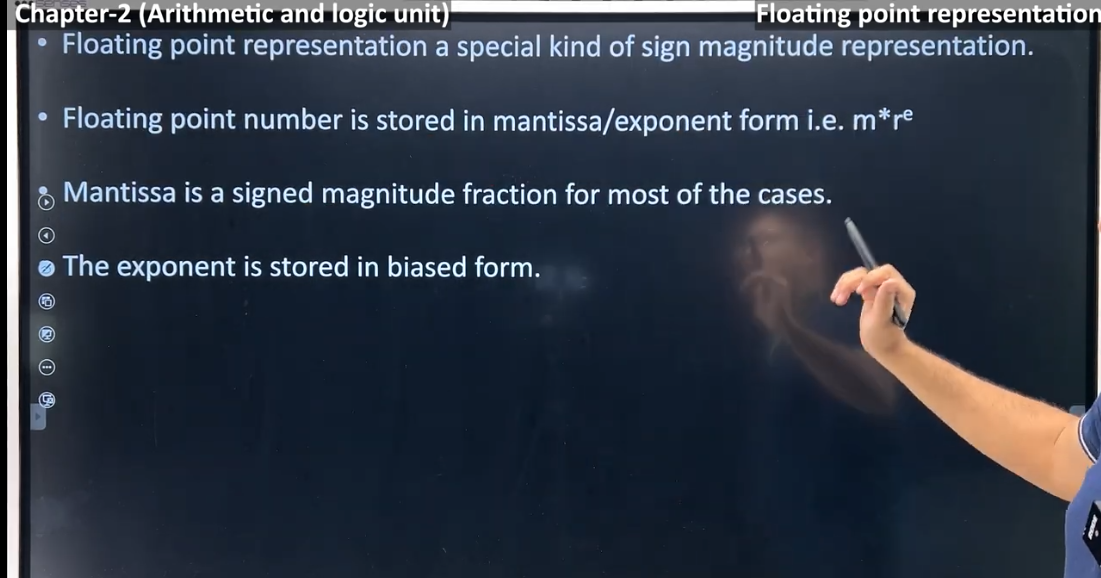 Chapter-2 (Arithmetic and logic unit)
Floating point representation
• Floating point representation a special kind of sign magnitude representation.
• Floating point number is stored in mantissa/exponent form i.e. m*rᵉ
• Mantissa is a signed magnitude fraction for most of the cases.
The exponent is stored in biased form.